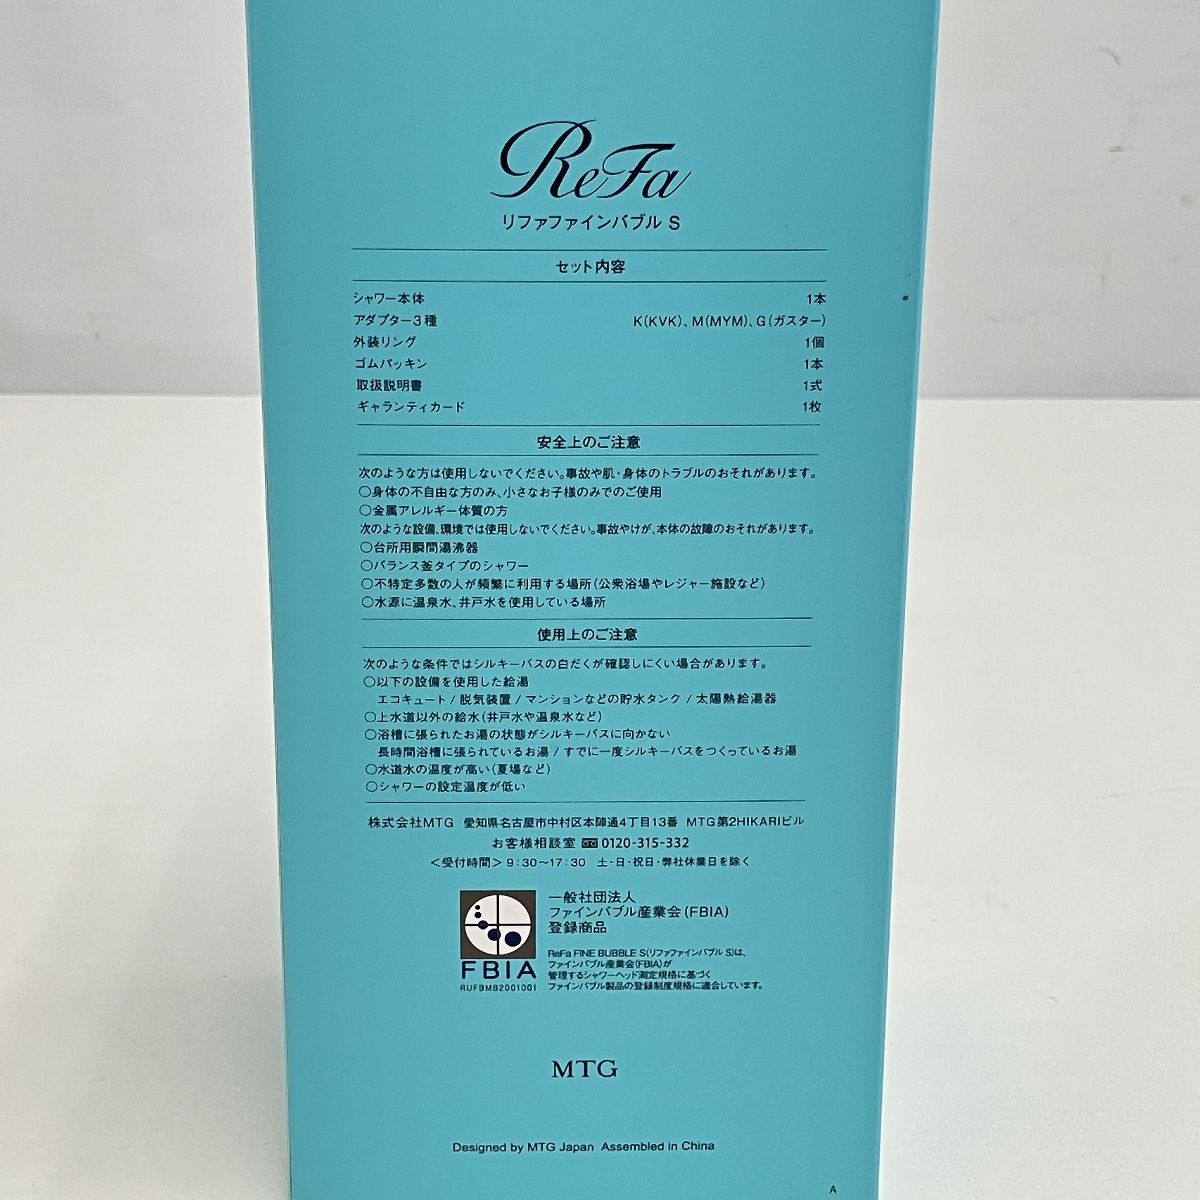 ReFa
リファファインバブル S
セット内容
シャワー本体 1本
アダプター3種 K(KVK)、M(MYM)、G(ガスター)
外装リング 1個
ゴムパッキン 1本
取扱説明書 1式
ギャランティカード 1枚
安全上のご注意
次のような方は使用しないでください。事故や肌・身体のトラブルのおそれがあります。
○身体の不自由な方のみ、小さなお子様のみでのご使用
○金属アレルギー体質の方
次のような設備、環境では使用しないでください。事故やけが、本体の故障のおそれがあります。
○台所用瞬間湯沸器
○バランス釜タイプのシャワー
○不特定多数の人が頻繁に利用する場所(公衆浴場やレジャー施設など)
○水源に温泉水、井戸水を使用している場所
使用上のご注意
次のような条件ではシルキーバスの白だくが確認しにくい場合があります。
○以下の設備を使用した給湯
エコキュート / 脱気装置 / マンションなどの貯水タンク / 太陽熱給湯器
○上水道以外の給水(井戸水や温泉水など)
○浴槽に張られたお湯の状態がシルキーバスに向かない
長時間浴槽に張られているお湯 / すでに一度シルキーバスをつくっているお湯
○水道水の温度が高い(夏場など)
○シャワーの設定温度が低い
株式会社MTG 愛知県名古屋市中村区本陣通4丁目13番 MTG第2HIKARIビル
お客様相談室 0120-315-332
<受付時間> 9:30~17:30 土・日・祝日・弊社休業日を除く
一般社団法人
ファインバブル産業会(FBIA)
登録商品
ReFa FINE BUBBLE S(リファファインバブル S)は、
ファインバブル産業会(FBIA)が
管理するシャワーヘッド測定規格に基づく
ファインバブル製品の登録制度規格に適合しています。
FBIA
RUFBMB2001001
MTG
Designed by MTG Japan Assembled in China
A